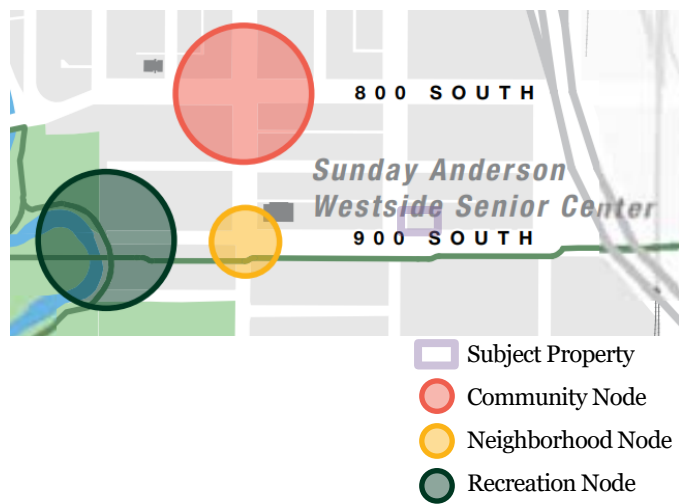 800 SOUTH
Sunday Anderson
Westside Senior Center
900 SOUTH
Subject Property
Community Node
Neighborhood Node
Recreation Node